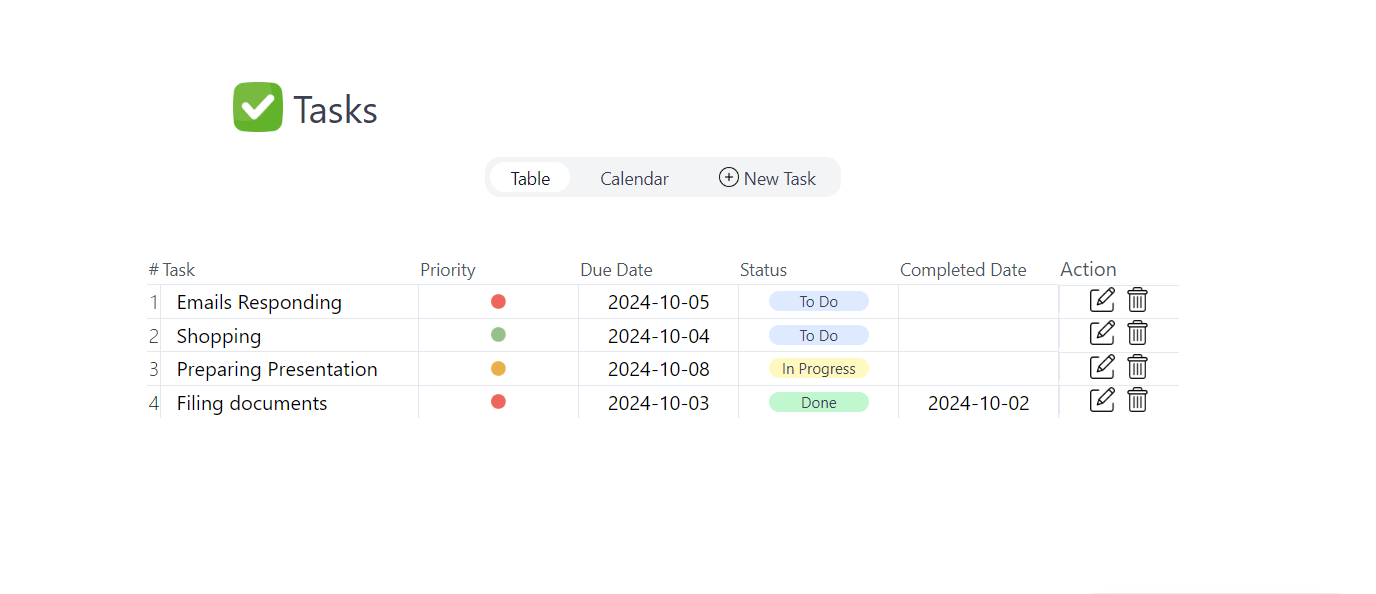 Tasks
Table Calendar New Task
# Task Priority Due Date Status Completed Date Action
1 Emails Responding 2024-10-05 To Do
2 Shopping 2024-10-04 To Do
3 Preparing Presentation 2024-10-08 In Progress
4 Filing documents 2024-10-03 Done 2024-10-02